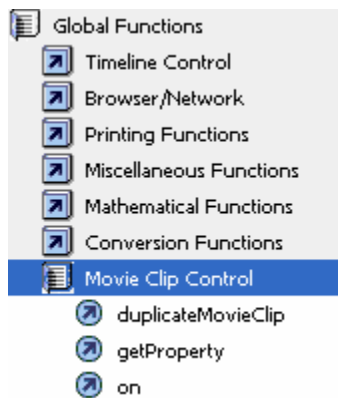 Global Functions
Timeline Control
Browser/Network
Printing Functions
Miscellaneous Functions
Mathematical Functions
Conversion Functions
Movie Clip Control
duplicateMovieClip
getProperty
on